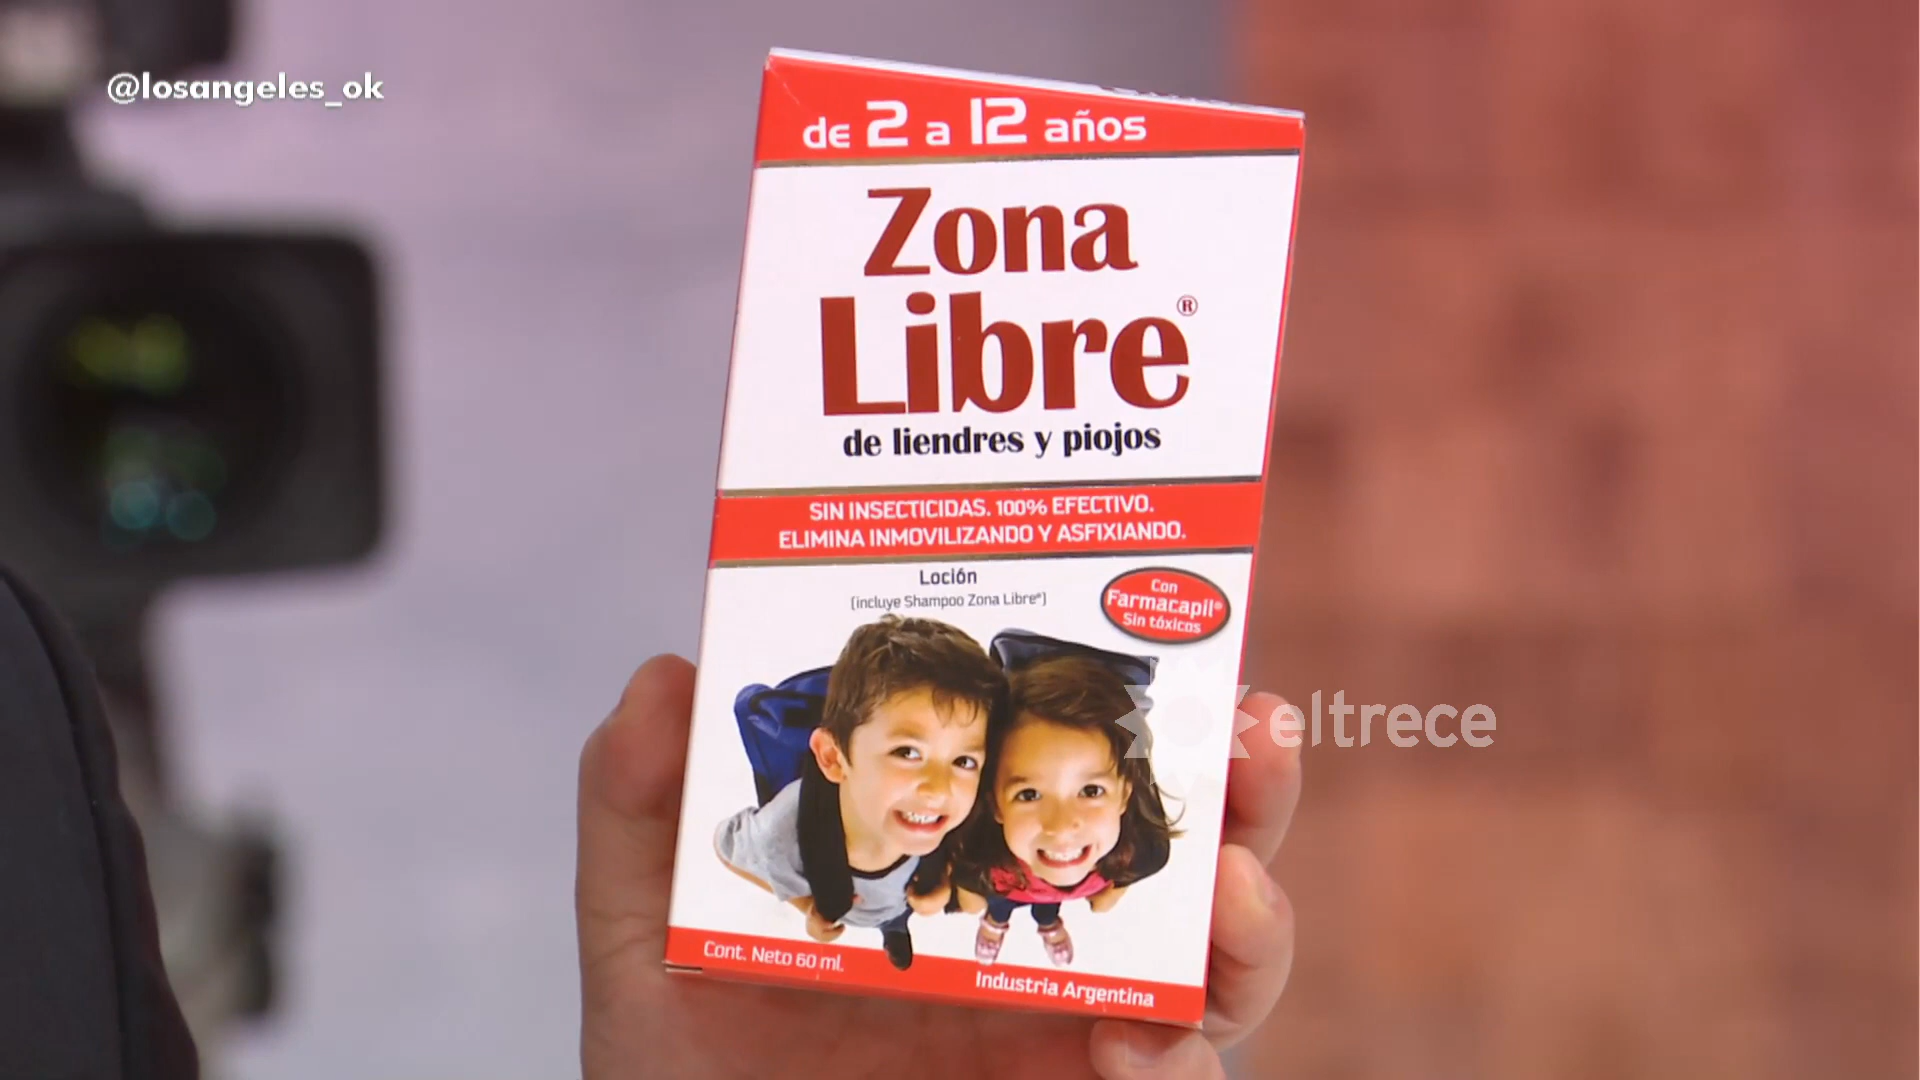 @losangeles_ok
de 2 a 12 años
Zona
Libre®
de liendres y piojos
SIN INSECTICIDAS. 100% EFECTIVO.
ELIMINA INMOVILIZANDO Y ASFIXIANDO.
Loción
(incluye Shampoo Zona Libre®)
Con
Farmacapil®
Sin tóxicos
eltrece
Cont. Neto 60 ml.
Industria Argentina